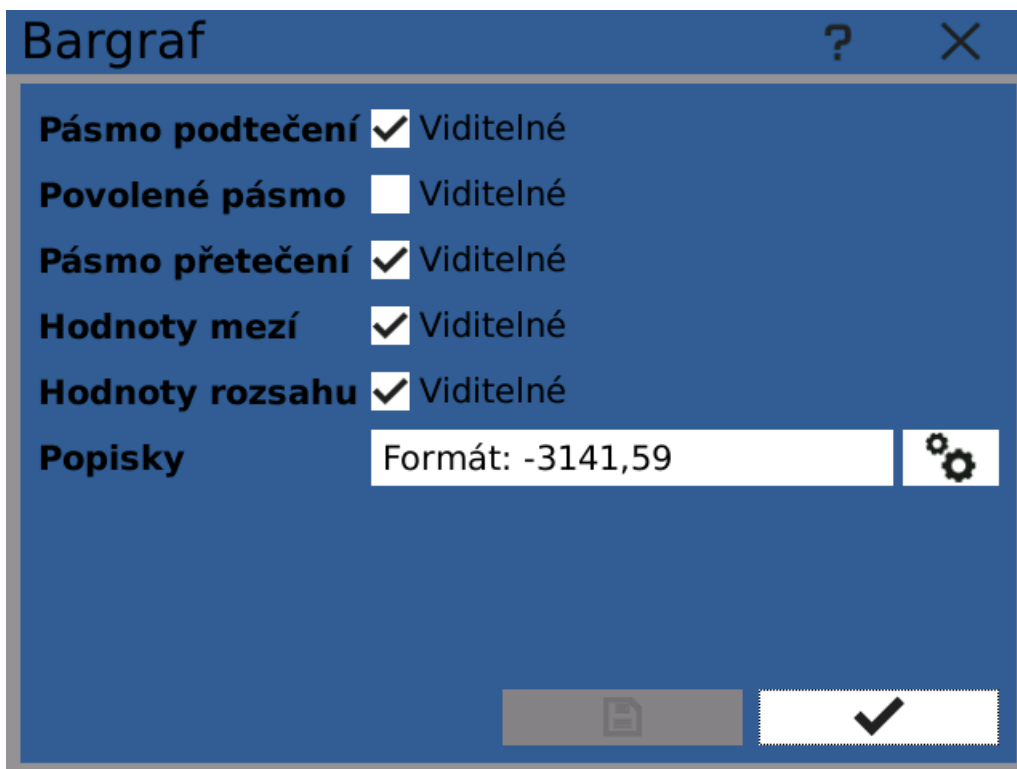 Bargraf ?
Pásmo podtečení Viditelné
Povolené pásmo Viditelné
Pásmo přetečení Viditelné
Hodnoty mezí Viditelné
Hodnoty rozsahu Viditelné
Popisky Formát: -3141,59